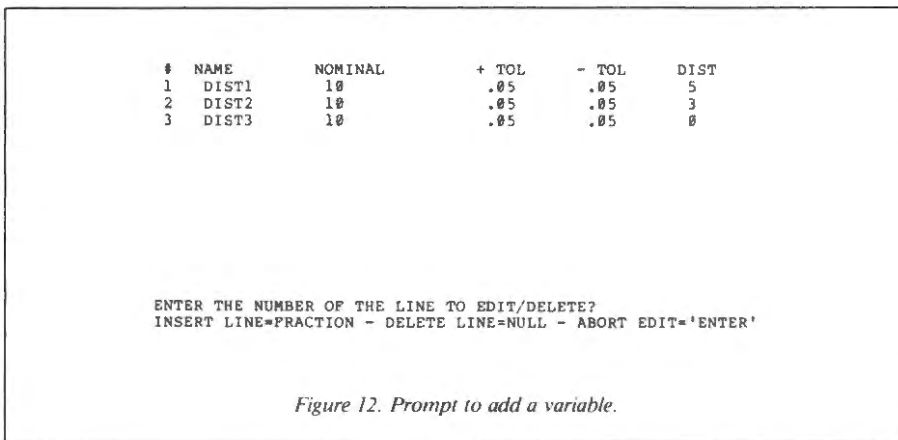 # NAME NOMINAL + TOL - TOL DIST
1 DIST1 10 .05 .05 5
2 DIST2 10 .05 .05 3
3 DIST3 10 .05 .05 0
ENTER THE NUMBER OF THE LINE TO EDIT/DELETE?
INSERT LINE=FRACTION - DELETE LINE=NULL - ABORT EDIT='ENTER'
Figure 12. Prompt to add a variable.